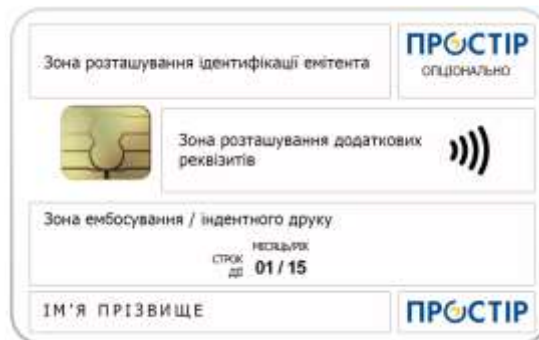 Зона розташування ідентифікації емітента
ПРОСТІР
ОПЦІОНАЛЬНО
Зона розташування додаткових
реквізитів
Зона ембосування / індентного друку
МІСЯЦЬ/РІК
СТРОК
ДІЇ
01 / 15
ІМ'Я ПРІЗВИЩЕ
ПРОСТІР